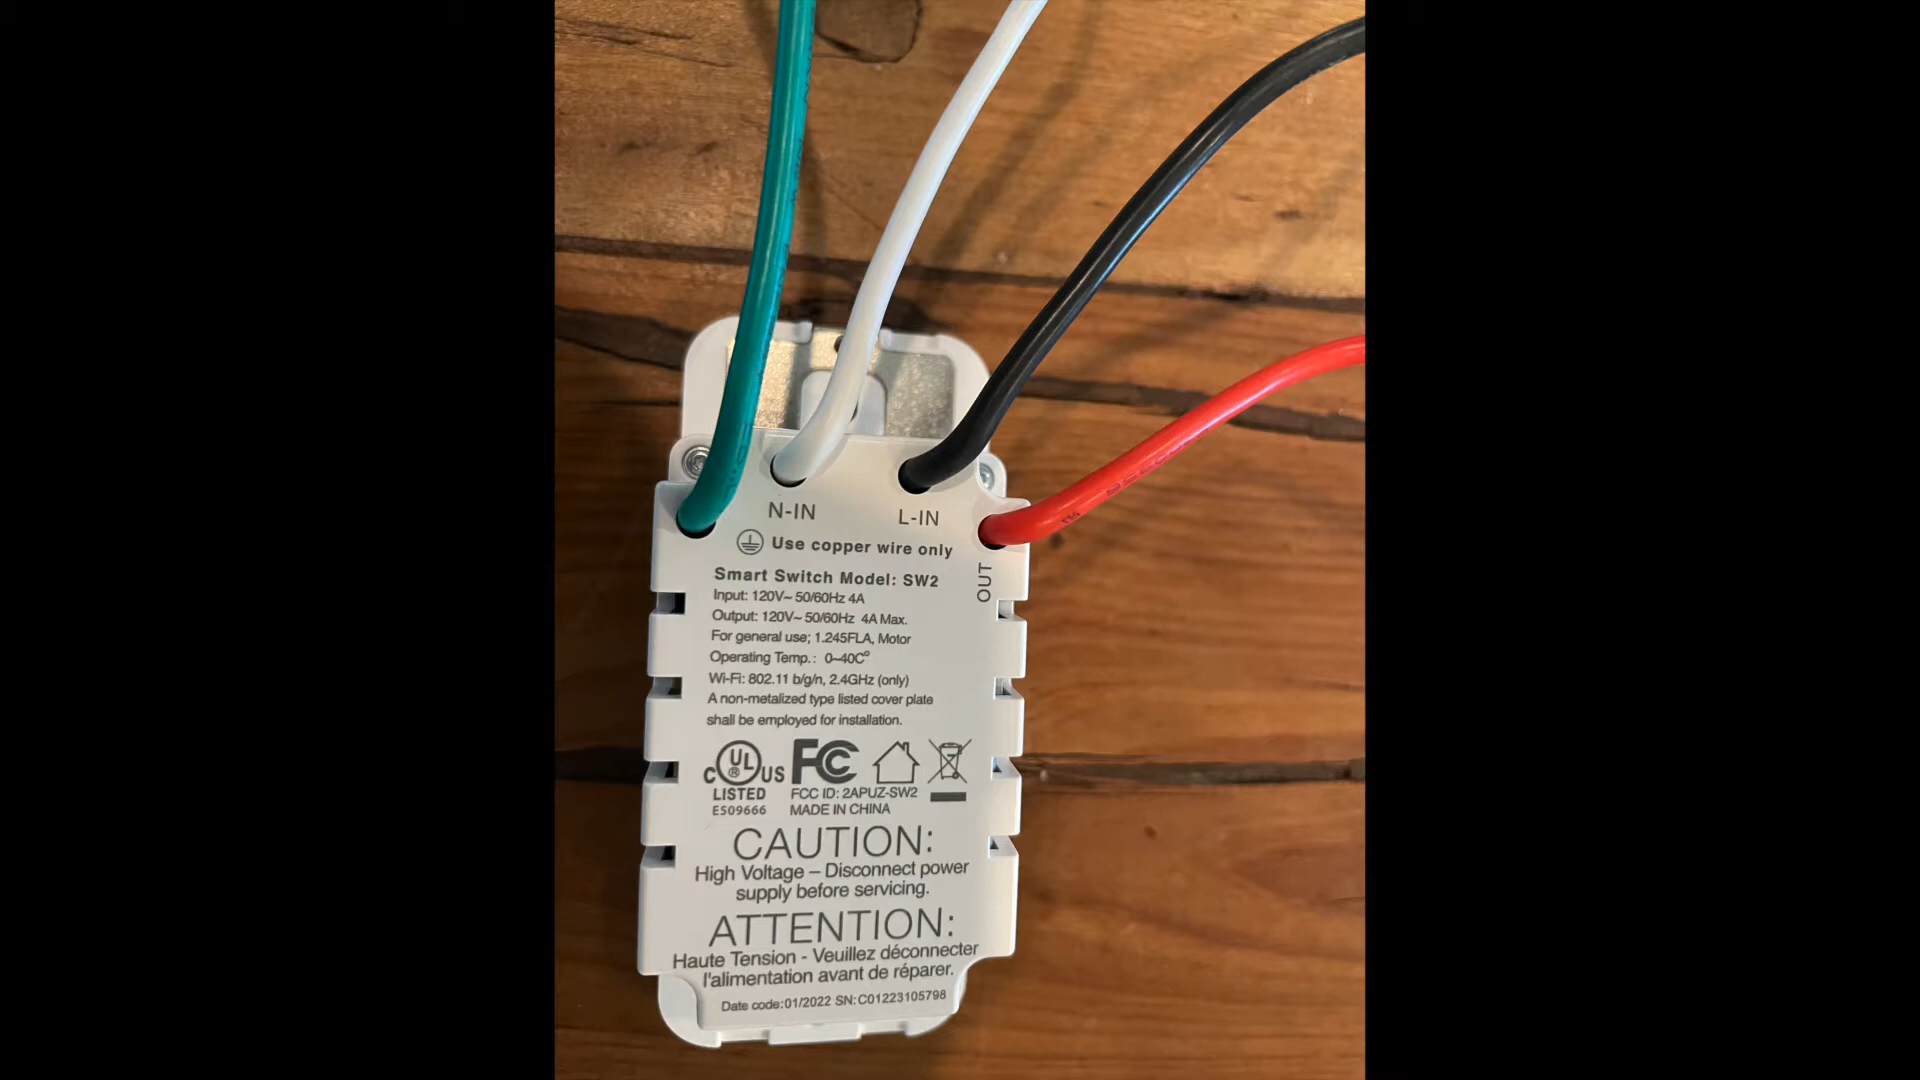 N-IN
L-IN
OUT
Use copper wire only
Smart Switch Model: SW2
Input: 120V~ 50/60Hz 4A
Output: 120V~ 50/60Hz 4A Max.
For general use; 1.245FLA, Motor
Operating Temp.: 0~40C°
Wi-Fi: 802.11 b/g/n, 2.4GHz (only)
A non-metalized type listed cover plate
shall be employed for installation.
C UL ® US
LISTED
E509666
FC
FCC ID: 2APUZ-SW2
MADE IN CHINA
CAUTION:
High Voltage – Disconnect power
supply before servicing.
ATTENTION:
Haute Tension - Veuillez déconnecter
l'alimentation avant de réparer.
Date code:01/2022 SN:C01223105798